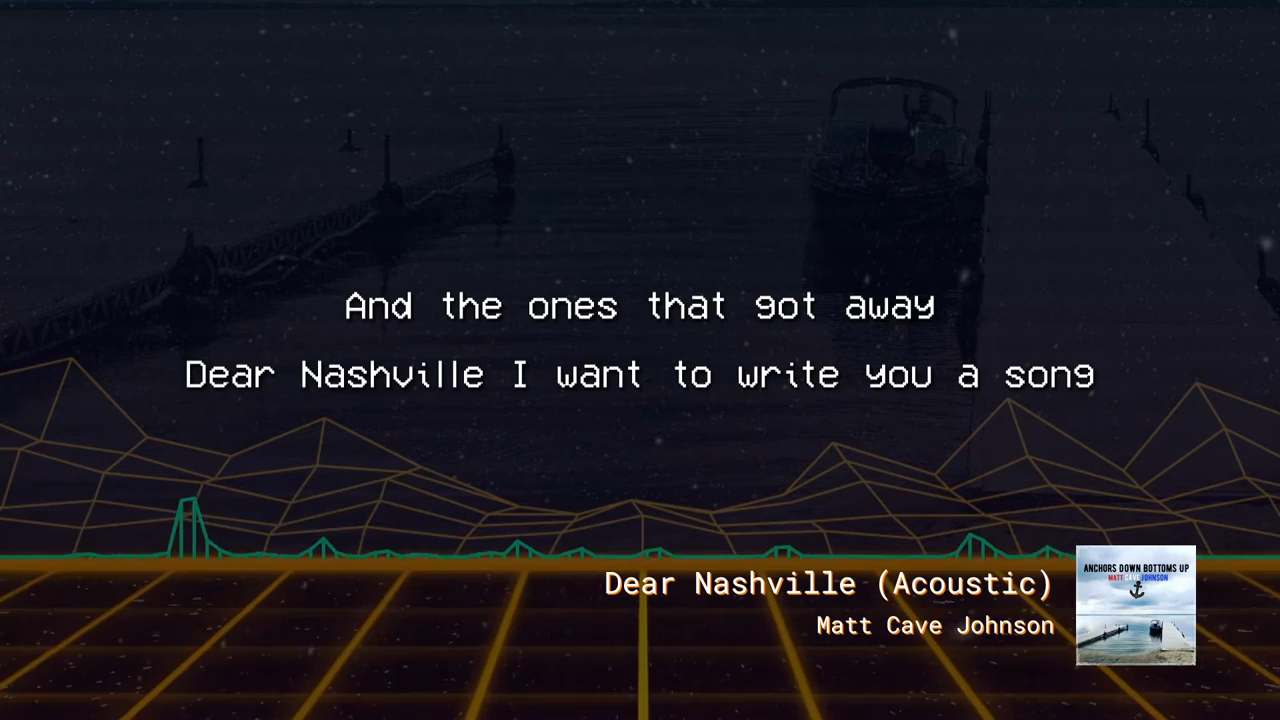 And the ones that got away
Dear Nashville I want to write you a song
Dear Nashville (Acoustic)
Matt Cave Johnson
ANCHORS DOWN BOTTOMS UP
MATT CAVE JOHNSON